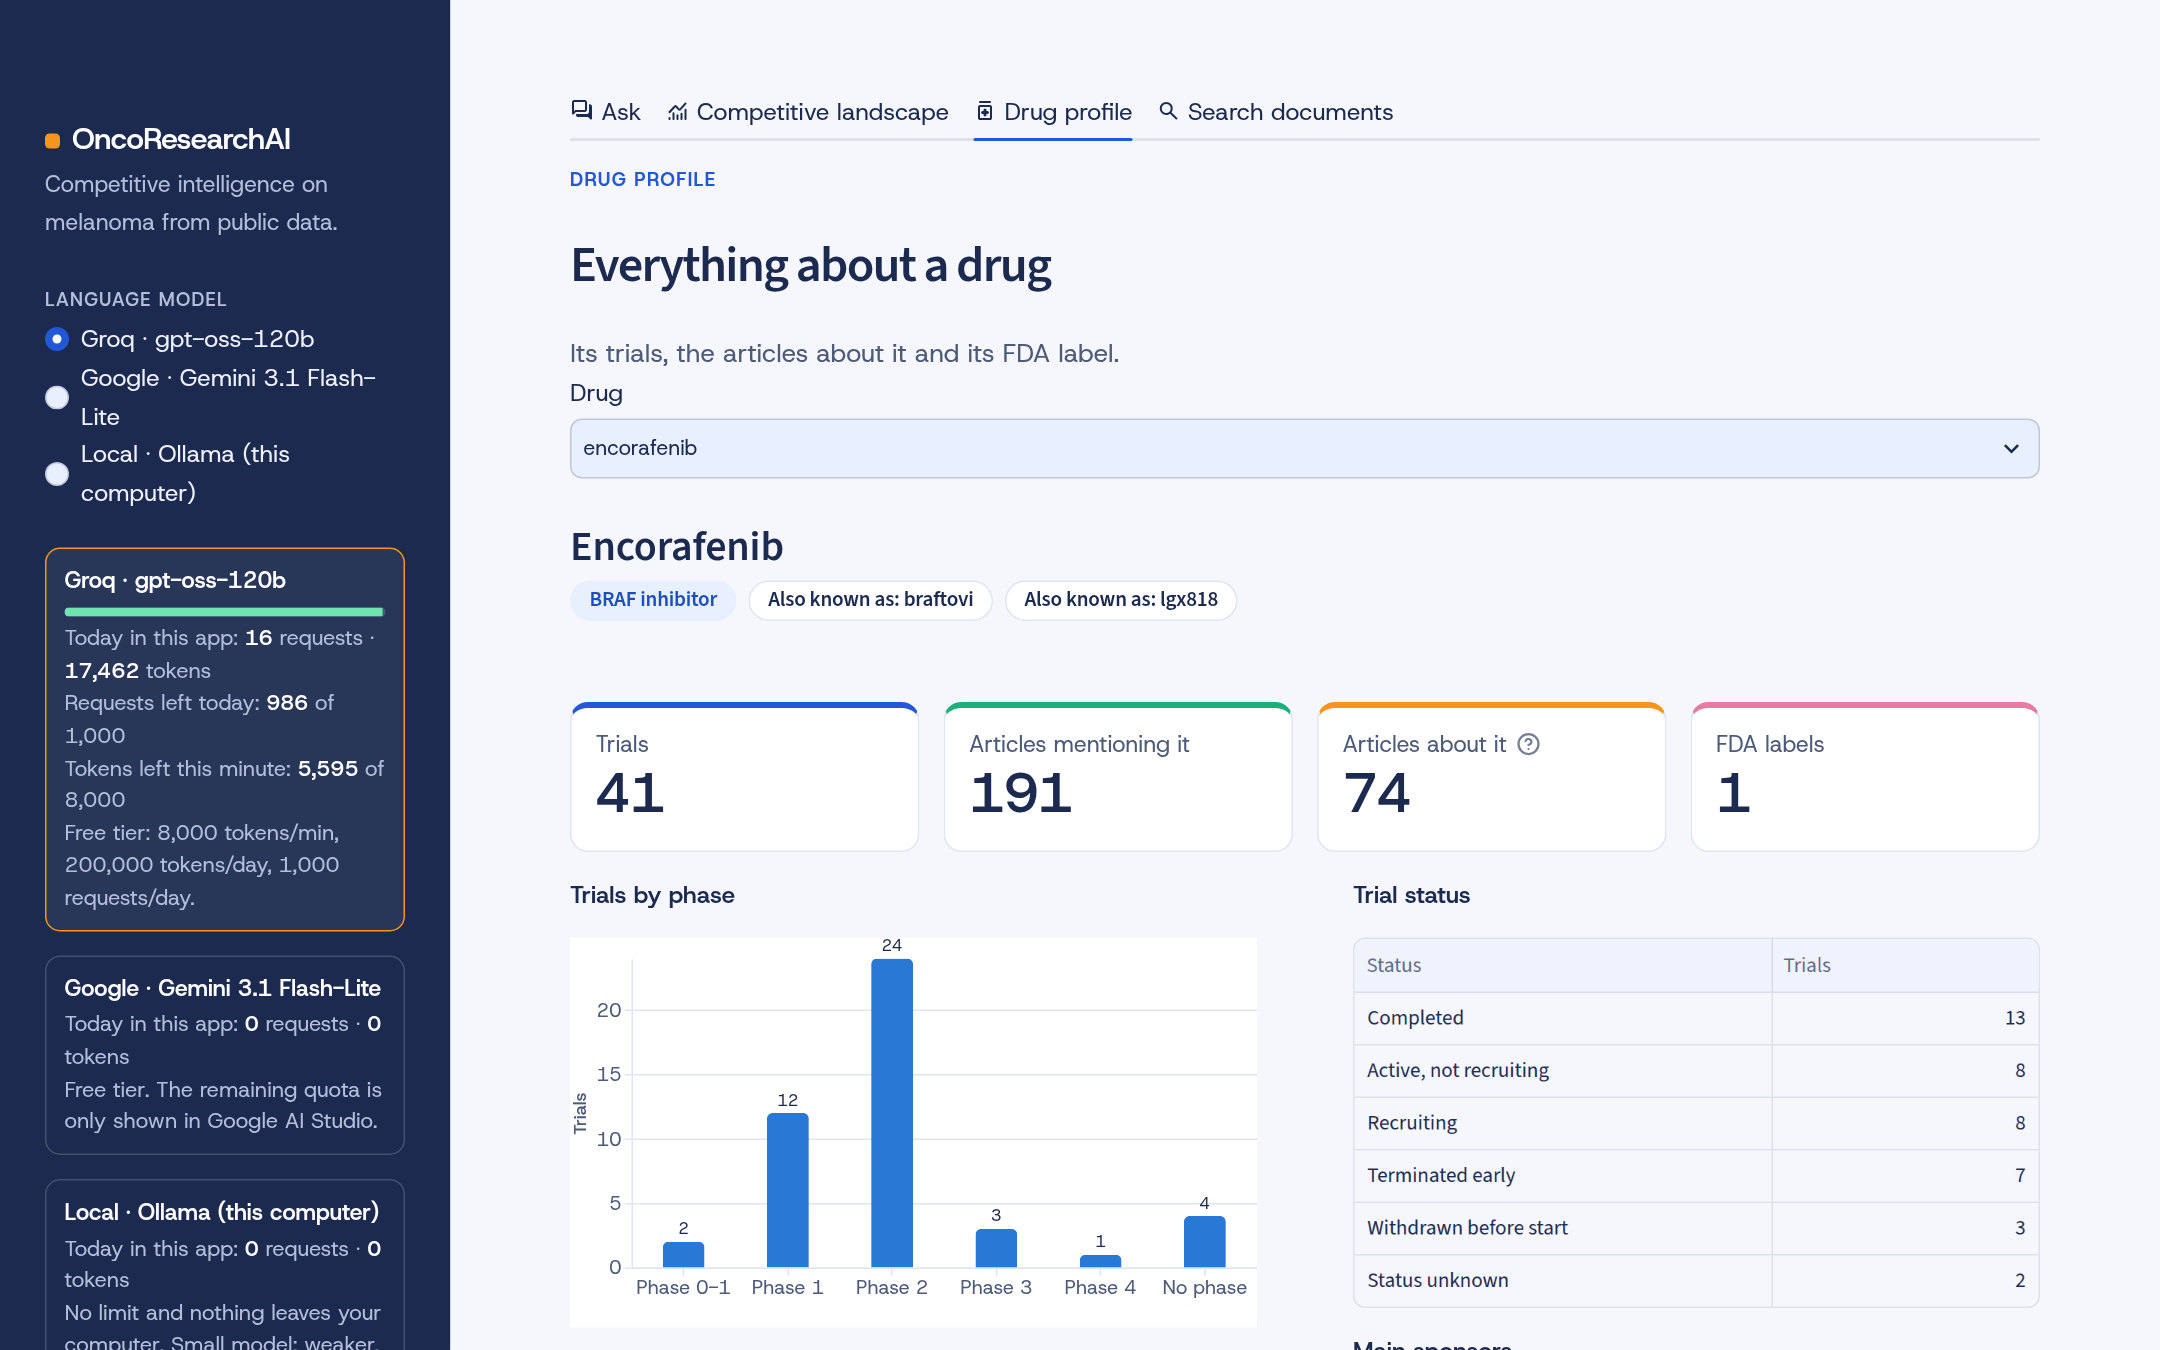 OncoResearchAI
Competitive intelligence on
melanoma from public data.
LANGUAGE MODEL
Groq · gpt-oss-120b
Google · Gemini 3.1 Flash-
Lite
Local · Ollama (this
computer)
Groq · gpt-oss-120b
Today in this app: 16 requests ·
17,462 tokens
Requests left today: 986 of
1,000
Tokens left this minute: 5,595 of
8,000
Free tier: 8,000 tokens/min,
200,000 tokens/day, 1,000
requests/day.
Google · Gemini 3.1 Flash-Lite
Today in this app: 0 requests · 0
tokens
Free tier. The remaining quota is
only shown in Google AI Studio.
Local · Ollama (this computer)
Today in this app: 0 requests · 0
tokens
No limit and nothing leaves your
computer. Small model: weaker.
Ask Competitive landscape Drug profile Search documents
DRUG PROFILE
Everything about a drug
Its trials, the articles about it and its FDA label.
Drug
encorafenib
Encorafenib
BRAF inhibitor Also known as: braftovi Also known as: lgx818
Trials
41
Articles mentioning it
191
Articles about it
74
FDA labels
1
Trials by phase
Trials
20
15
10
5
0
2
12
24
3
1
4
Phase 0-1 Phase 1 Phase 2 Phase 3 Phase 4 No phase
Trial status
Status Trials
Completed 13
Active, not recruiting 8
Recruiting 8
Terminated early 7
Withdrawn before start 3
Status unknown 2
Main sponsors